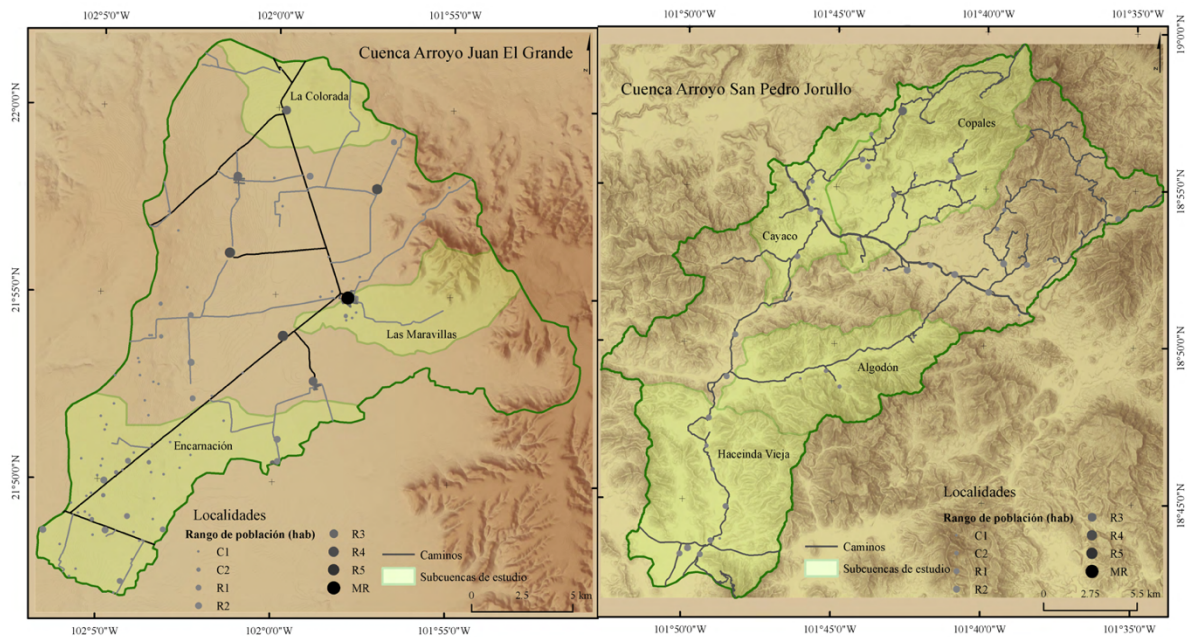 102°5'0"W
102°0'0"W
101°55'0"W
Cuenca Arroyo Juan El Grande
22°0'0"N
21°55'0"N
21°50'0"N
La Colorada
Las Maravillas
Encarnación
Localidades
Rango de población (hab)
C1
C2
R1
R2
R3
R4
R5
MR
Caminos
Subcuencas de estudio
0 2.5 5 km
102°5'0"W
102°0'0"W
101°55'0"W
101°50'0"W
101°45'0"W
101°40'0"W
101°35'0"W
Cuenca Arroyo San Pedro Jorullo
Copales
Cayaco
Algodón
Haceinda Vieja
19°0'0"N
18°55'0"N
18°50'0"N
18°45'0"N
Localidades
Rango de población (hab)
C1
C2
R1
R2
R3
R4
R5
MR
Caminos
Subcuencas de estudio
0 2.75 5.5 km
101°50'0"W
101°45'0"W
101°40'0"W
101°35'0"W